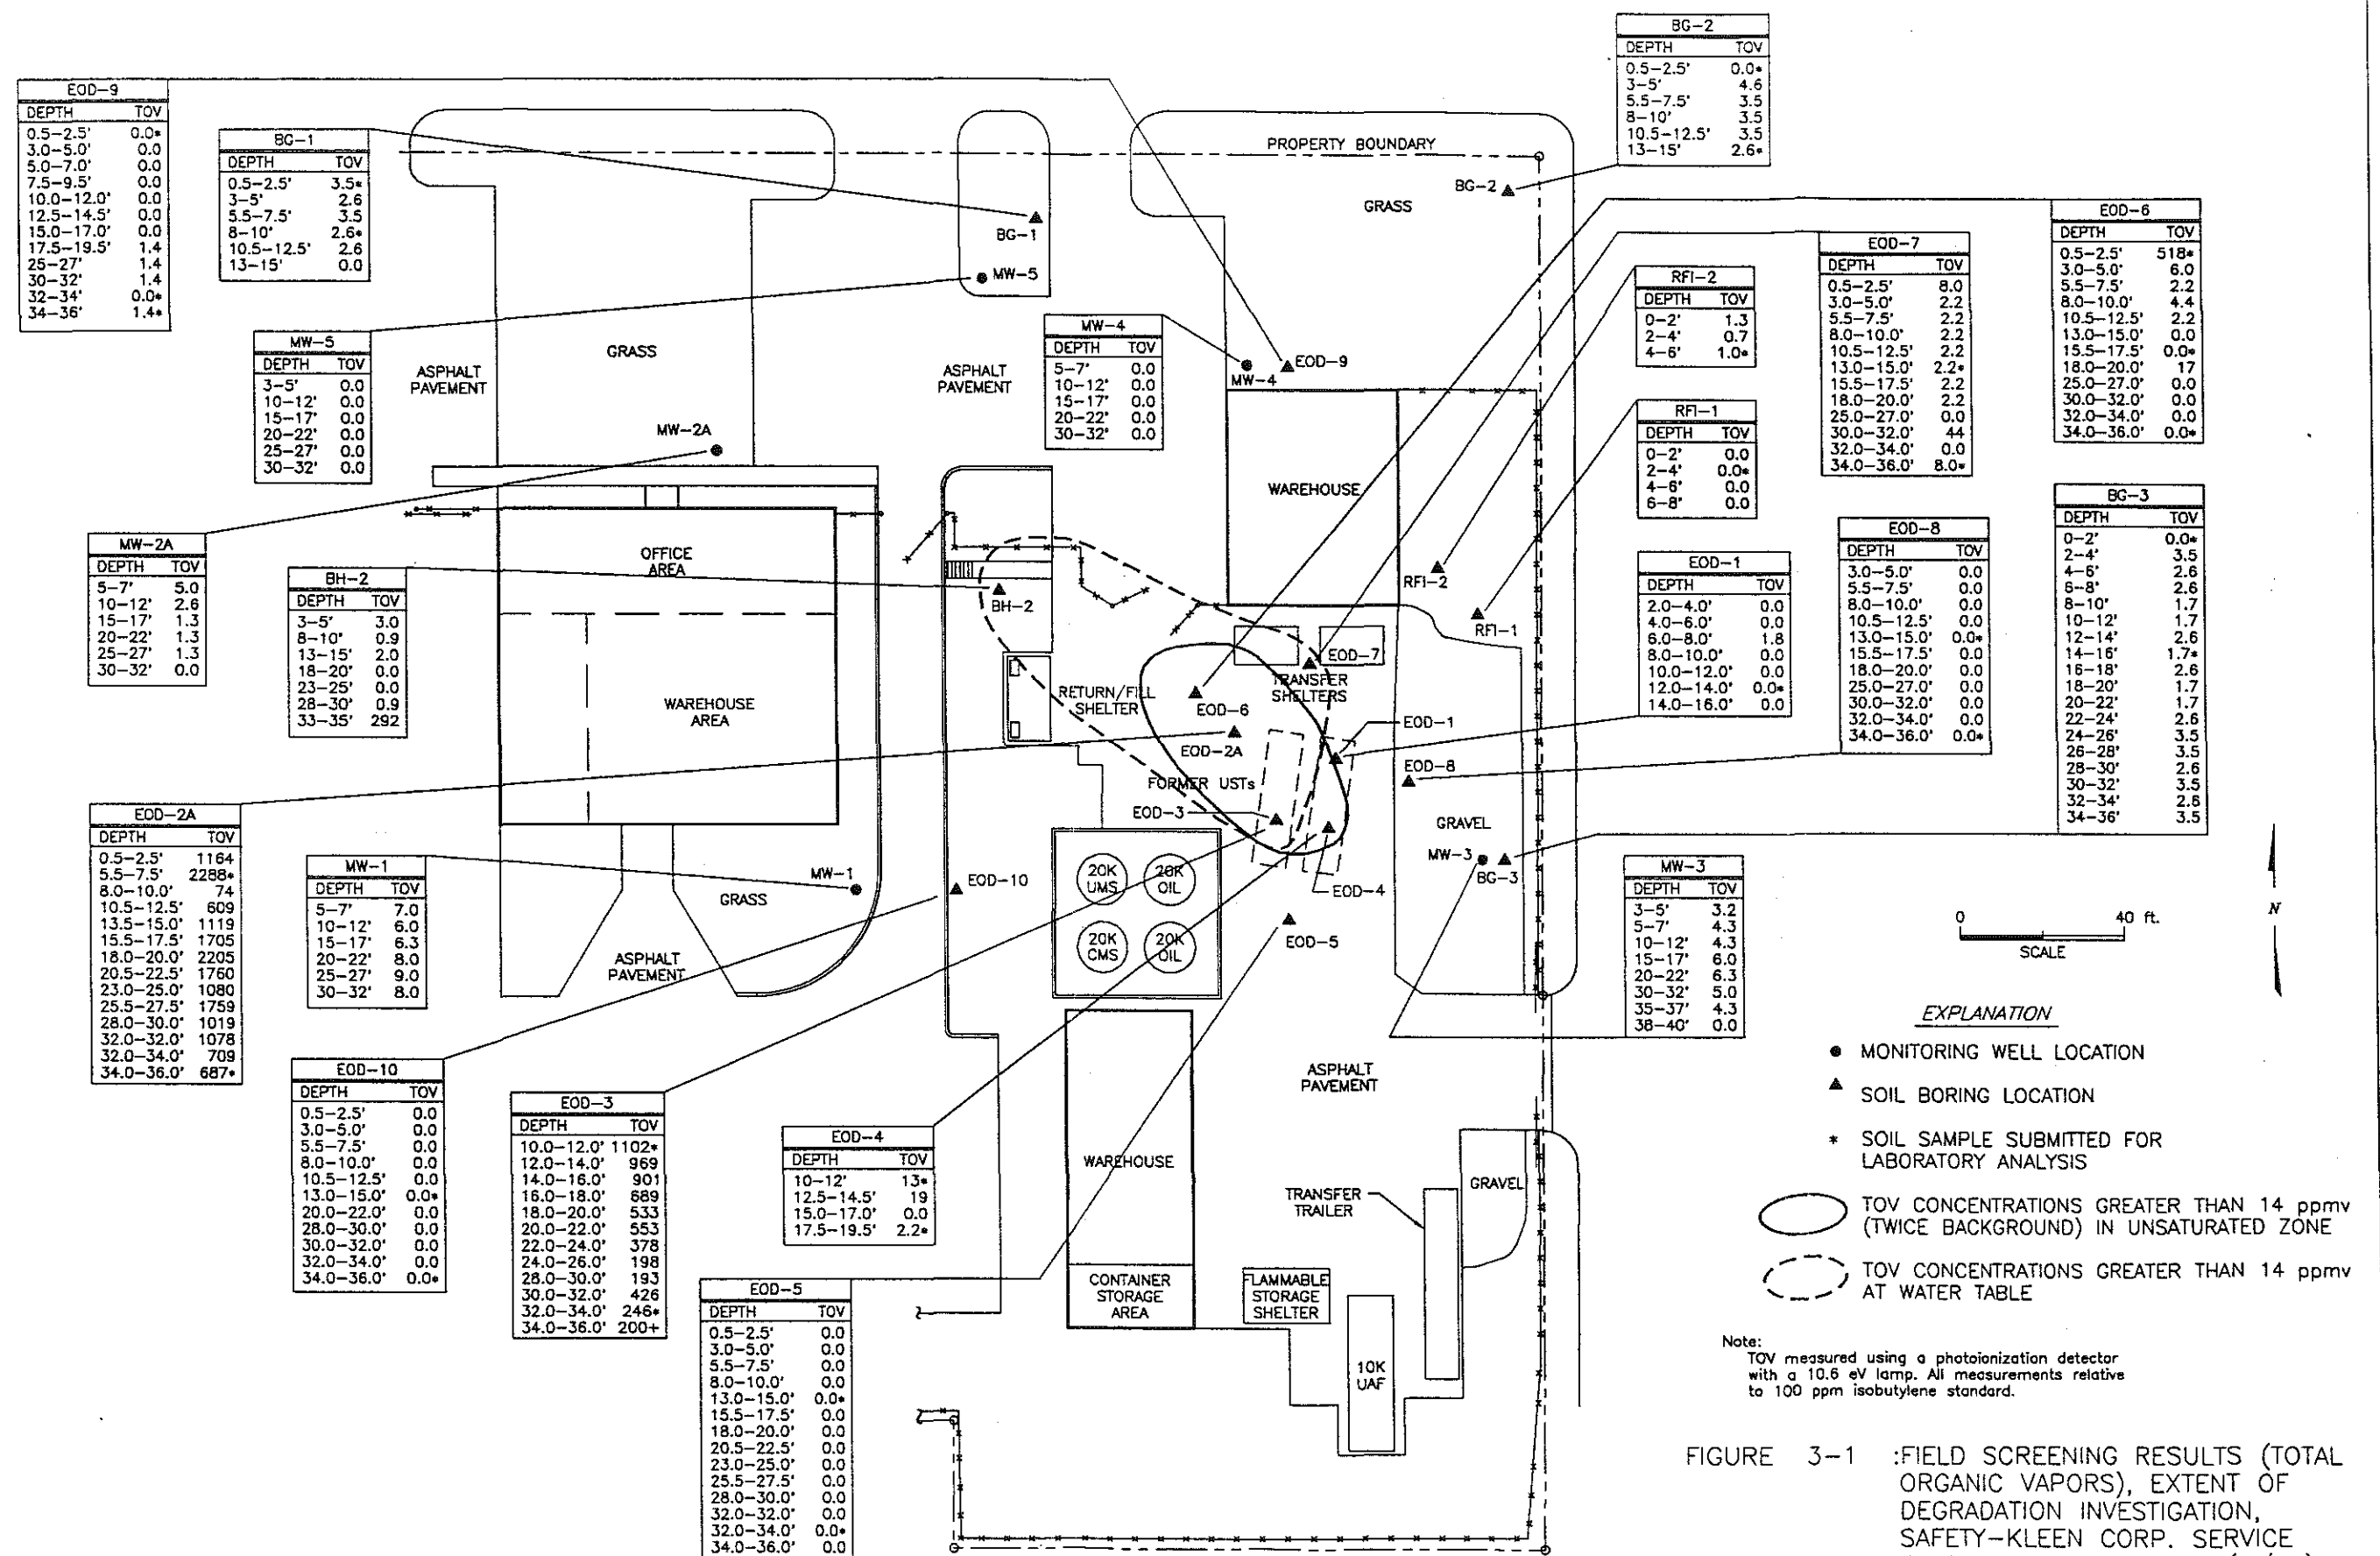 EOD-9
DEPTH TOV
0.5-2.5' 0.0*
3.0-5.0' 0.0
5.0-7.0' 0.0
7.5-9.5' 0.0
10.0-12.0' 0.0
12.5-14.5' 0.0
15.0-17.0' 0.0
17.5-19.5' 1.4
25-27' 1.4
30-32' 1.4
32-34' 0.0*
34-36' 1.4*
BG-1
DEPTH TOV
0.5-2.5' 3.5*
3-5' 2.6
5.5-7.5' 3.5
8-10' 2.6*
10.5-12.5' 2.6
13-15' 0.0
BG-2
DEPTH TOV
0.5-2.5' 0.0*
3-5' 4.6
5.5-7.5' 3.5
8-10' 3.5
10.5-12.5' 3.5
13-15' 2.6*
MW-5
DEPTH TOV
3-5' 0.0
10-12' 0.0
15-17' 0.0
20-22' 0.0
25-27' 0.0
30-32' 0.0
MW-4
DEPTH TOV
5-7' 0.0
10-12' 0.0
15-17' 0.0
20-22' 0.0
30-32' 0.0
RFI-2
DEPTH TOV
0-2' 1.3
2-4' 0.7
4-6' 1.0*
RFI-1
DEPTH TOV
0-2' 0.0
2-4' 0.0*
4-6' 0.0
6-8' 0.0
EOD-7
DEPTH TOV
0.5-2.5' 8.0
3.0-5.0' 2.2
5.5-7.5' 2.2
8.0-10.0' 2.2
10.5-12.5' 2.2
13.0-15.0' 2.2*
15.5-17.5' 2.2
18.0-20.0' 2.2
25.0-27.0' 0.0
30.0-32.0' 44
32.0-34.0' 0.0
34.0-36.0' 8.0*
EOD-6
DEPTH TOV
0.5-2.5' 518*
3.0-5.0' 6.0
5.5-7.5' 2.2
8.0-10.0' 4.4
10.5-12.5' 2.2
13.0-15.0' 0.0
15.5-17.5' 0.0*
18.0-20.0' 17
25.0-27.0' 0.0
30.0-32.0' 0.0
32.0-34.0' 0.0
34.0-36.0' 0.0*
MW-2A
DEPTH TOV
5-7' 5.0
10-12' 2.6
15-17' 1.3
20-22' 1.3
25-27' 1.3
30-32' 0.0
BH-2
DEPTH TOV
3-5' 3.0
8-10' 0.9
13-15' 2.0
18-20' 0.0
23-25' 0.0
28-30' 0.9
33-35' 292
EOD-1
DEPTH TOV
2.0-4.0' 0.0
4.0-6.0' 0.0
6.0-8.0' 1.8
8.0-10.0' 0.0
10.0-12.0' 0.0
12.0-14.0' 0.0*
14.0-16.0' 0.0
EOD-8
DEPTH TOV
3.0-5.0' 0.0
5.5-7.5' 0.0
8.0-10.0' 0.0
10.5-12.5' 0.0
13.0-15.0' 0.0*
15.5-17.5' 0.0
18.0-20.0' 0.0
25.0-27.0' 0.0
30.0-32.0' 0.0
32.0-34.0' 0.0
34.0-36.0' 0.0*
BG-3
DEPTH TOV
0-2' 0.0*
2-4' 3.5
4-6' 2.6
6-8' 2.6
8-10' 1.7
10-12' 1.7
12-14' 2.6
14-16' 1.7*
16-18' 2.6
18-20' 1.7
20-22' 1.7
22-24' 2.6
24-26' 3.5
26-28' 3.5
28-30' 2.6
30-32' 3.5
32-34' 2.6
34-36' 3.5
EOD-2A
DEPTH TOV
0.5-2.5' 1164
5.5-7.5' 2288*
8.0-10.0' 74
10.5-12.5' 609
13.5-15.0' 1119
15.5-17.5' 1705
18.0-20.0' 2205
20.5-22.5' 1760
23.0-25.0' 1080
25.5-27.5' 1759
28.0-30.0' 1019
32.0-32.0' 1078
32.0-34.0' 709
34.0-36.0' 687*
MW-1
DEPTH TOV
5-7' 7.0
10-12' 6.0
15-17' 6.3
20-22' 8.0
25-27' 9.0
30-32' 8.0
MW-3
DEPTH TOV
3-5' 3.2
5-7' 4.3
10-12' 4.3
15-17' 6.0
20-22' 6.3
30-32' 5.0
35-37' 4.3
38-40' 0.0
EOD-10
DEPTH TOV
0.5-2.5' 0.0
3.0-5.0' 0.0
5.5-7.5' 0.0
8.0-10.0' 0.0
10.5-12.5' 0.0
13.0-15.0' 0.0*
20.0-22.0' 0.0
28.0-30.0' 0.0
30.0-32.0' 0.0
32.0-34.0' 0.0
34.0-36.0' 0.0*
EOD-3
DEPTH TOV
10.0-12.0' 1102*
12.0-14.0' 969
14.0-16.0' 901
16.0-18.0' 889
18.0-20.0' 533
20.0-22.0' 553
22.0-24.0' 378
24.0-26.0' 198
28.0-30.0' 193
30.0-32.0' 426
32.0-34.0' 246*
34.0-36.0' 200+
EOD-4
DEPTH TOV
10-12' 13*
12.5-14.5' 19
15.0-17.0' 0.0
17.5-19.5' 2.2*
EOD-5
DEPTH TOV
0.5-2.5' 0.0
3.0-5.0' 0.0
5.5-7.5' 0.0
8.0-10.0' 0.0
13.0-15.0' 0.0*
15.5-17.5' 0.0
18.0-20.0' 0.0
20.5-22.5' 0.0
23.0-25.0' 0.0
25.5-27.5' 0.0
28.0-30.0' 0.0
32.0-32.0' 0.0
32.0-34.0' 0.0*
34.0-36.0' 0.0
PROPERTY BOUNDARY
BG-2
GRASS
BG-1
MW-5
GRASS
ASPHALT
PAVEMENT
ASPHALT
PAVEMENT
MW-4
EOD-9
MW-2A
WAREHOUSE
OFFICE
AREA
BH-2
RFI-2
RFI-1
EOD-7
TRANSFER
SHELTERS
RETURN/FILL
SHELTER
EOD-6
WAREHOUSE
AREA
EOD-1
EOD-2A
EOD-8
FORMER USTs
EOD-3
GRAVEL
MW-3
BG-3
MW-1
EOD-10
GRASS
20K
UMS
20K
OIL
20K
CMS
20K
OIL
EOD-4
EOD-5
ASPHALT
PAVEMENT
ASPHALT
PAVEMENT
WAREHOUSE
TRANSFER
TRAILER
GRAVEL
CONTAINER
STORAGE
AREA
FLAMMABLE
STORAGE
SHELTER
10K
UAF
0 40 ft.
SCALE
N
EXPLANATION
MONITORING WELL LOCATION
SOIL BORING LOCATION
* SOIL SAMPLE SUBMITTED FOR
LABORATORY ANALYSIS
TOV CONCENTRATIONS GREATER THAN 14 ppmv
(TWICE BACKGROUND) IN UNSATURATED ZONE
TOV CONCENTRATIONS GREATER THAN 14 ppmv
AT WATER TABLE
Note:
TOV measured using a photoionization detector
with a 10.6 eV lamp. All measurements relative
to 100 ppm isobutylene standard.
FIGURE 3-1 :FIELD SCREENING RESULTS (TOTAL
ORGANIC VAPORS), EXTENT OF
DEGRADATION INVESTIGATION,
SAFETY-KLEEN CORP. SERVICE